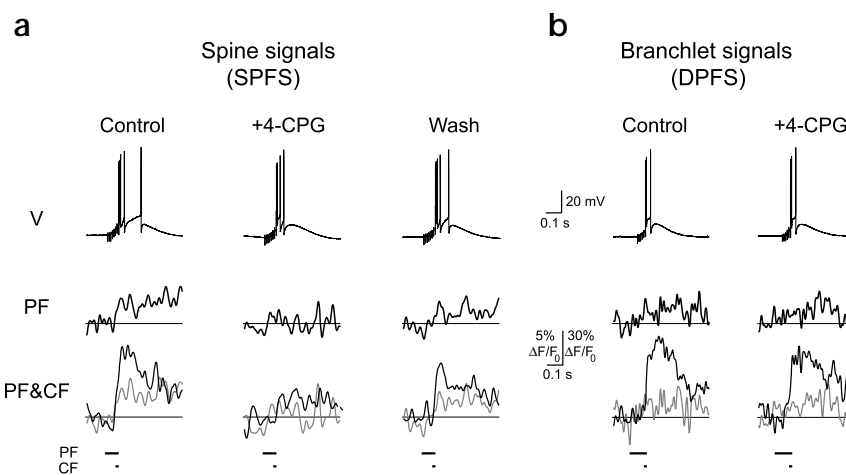 a
b
Spine signals
(SPFS)
Branchlet signals
(DPFS)
Control
+4-CPG
Wash
Control
+4-CPG
V
20 mV
0.1 s
PF
5%
ΔF/F0
30%
ΔF/F0
0.1 s
PF&CF
PF
CF